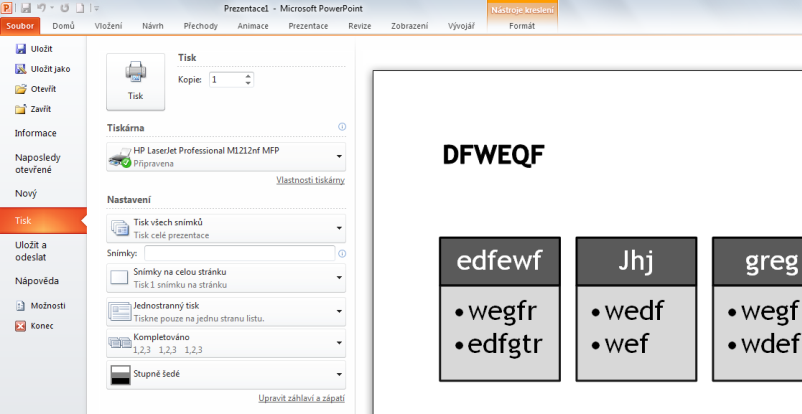 Prezentace1 - Microsoft PowerPoint
Nástroje kreslení
Soubor Domů Vložení Návrh Přechody Animace Prezentace Revize Zobrazení Vývojář Formát
Uložit
Uložit jako
Otevřít
Zavřít
Informace
Naposledy
otevřené
Nový
Tisk
Uložit a
odeslat
Nápověda
Možnosti
Konec
Tisk
Tisk
Kopie: 1
Tiskárna
HP LaserJet Professional M1212nf MFP
Připravena
Vlastnosti tiskárny
Nastavení
Tisk všech snímků
Tisk celé prezentace
Snímky:
Snímky na celou stránku
Tisk 1 snímku na stránku
Jednostranný tisk
Tiskne pouze na jednu stranu listu.
Kompletováno
1,2,3 1,2,3 1,2,3
Stupně šedé
Upravit záhlaví a zápatí
DFWEQF
edfewf
•wegfr
•edfgtr
Jhj
•wedf
•wef
greg
•wegf
•wdef